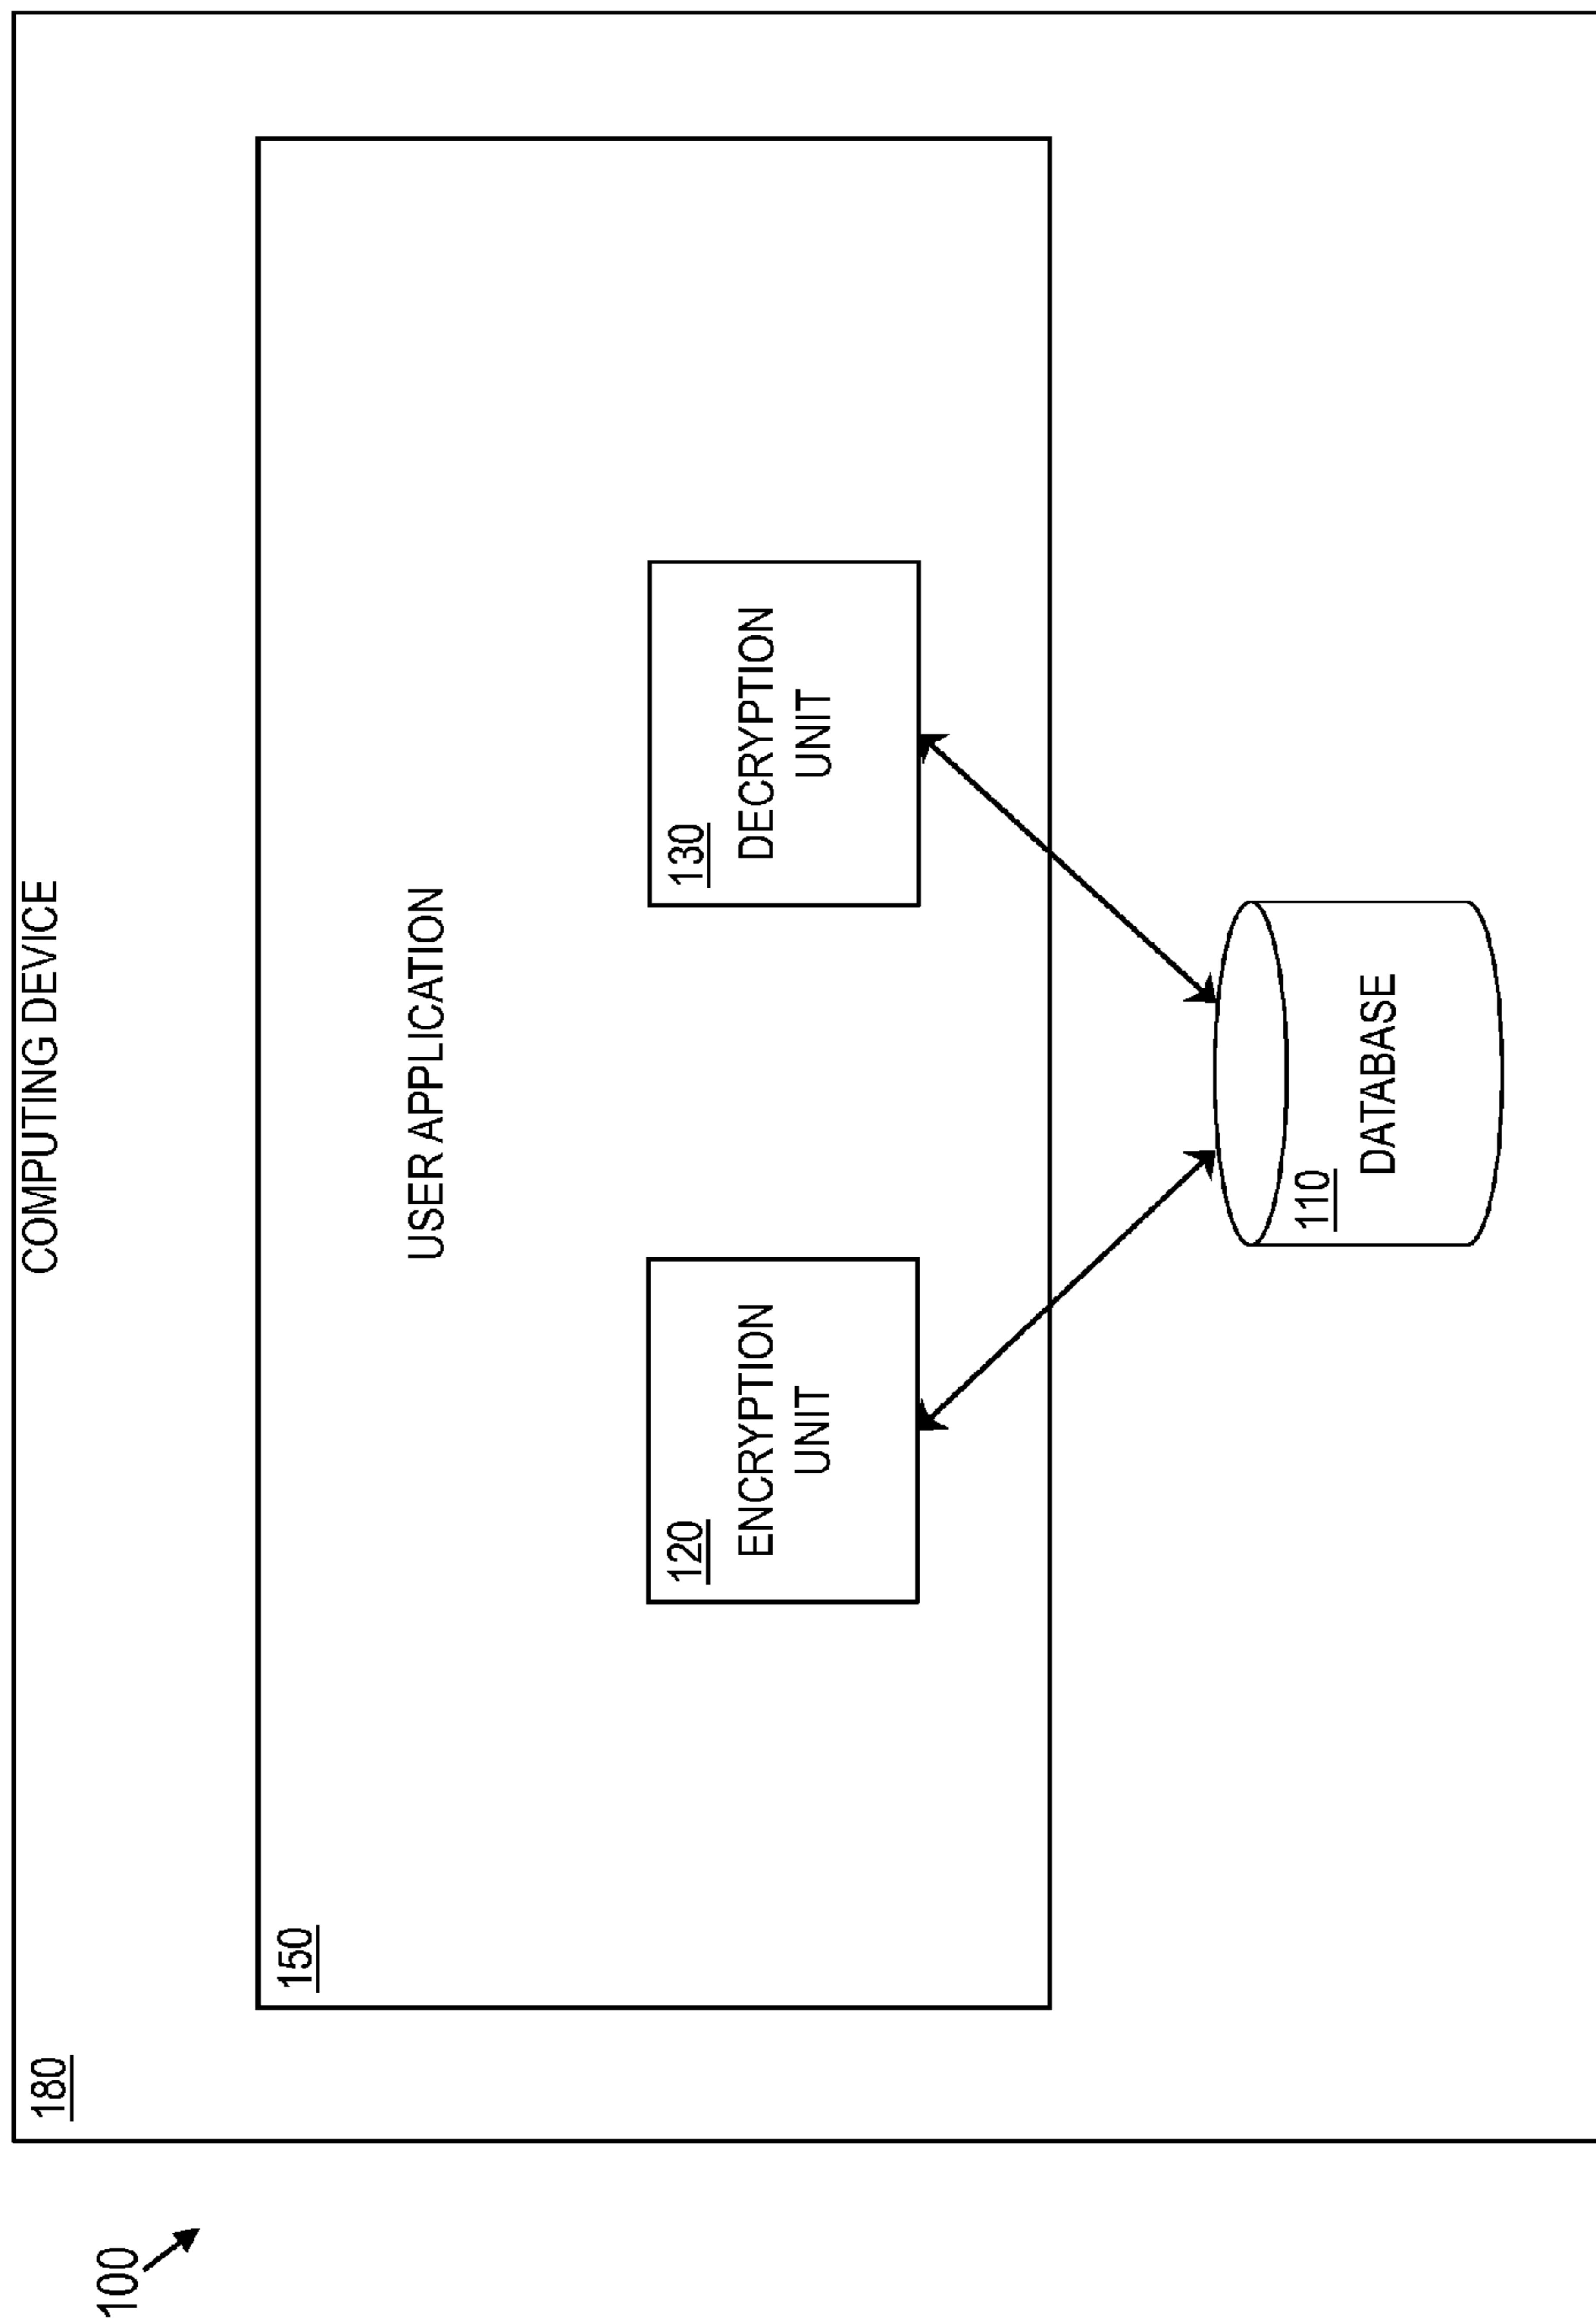 100
180
COMPUTING DEVICE
150
USER APPLICATION
120
ENCRYPTION
UNIT
130
DECRYPTION
UNIT
110
DATABASE